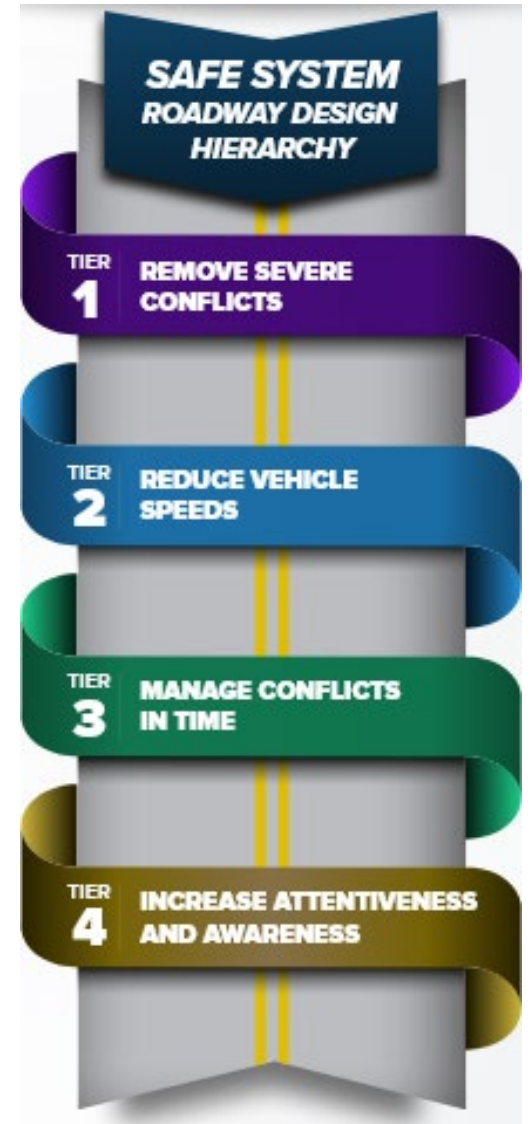 SAFE SYSTEM
ROADWAY DESIGN
HIERARCHY
TIER
1
REMOVE SEVERE
CONFLICTS
TIER
2
REDUCE VEHICLE
SPEEDS
TIER
3
MANAGE CONFLICTS
IN TIME
TIER
4
INCREASE ATTENTIVENESS
AND AWARENESS